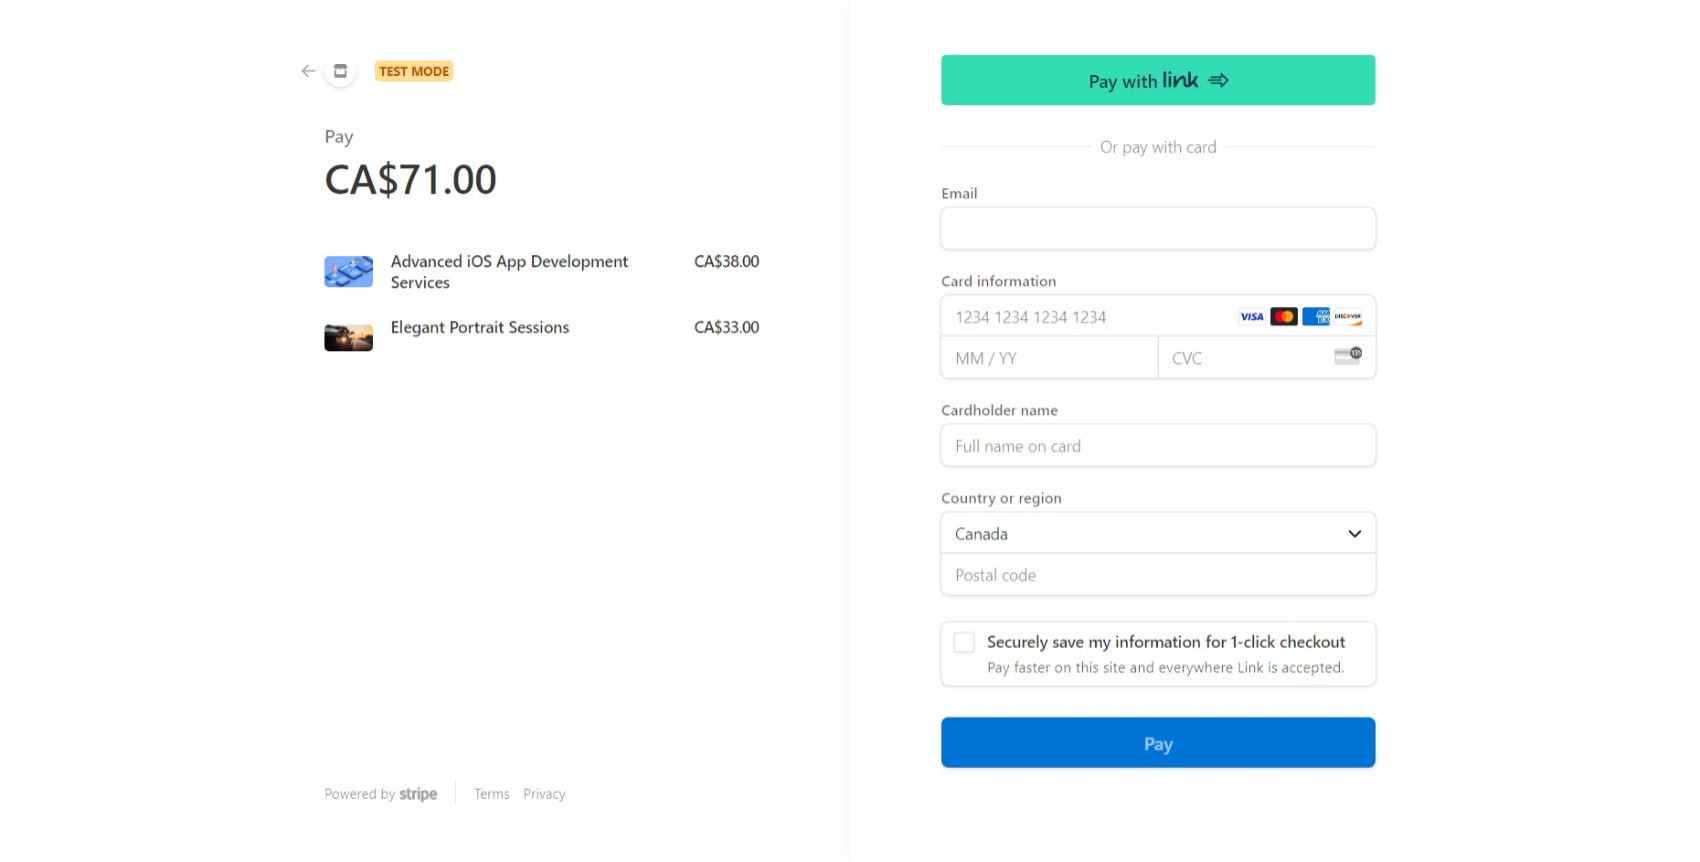 TEST MODE
Pay
CA$71.00
Advanced iOS App Development
Services
CA$38.00
Elegant Portrait Sessions
CA$33.00
Powered by stripe
Terms
Privacy
Pay with link
Or pay with card
Email
Card information
1234 1234 1234 1234
VISA
AM
EX
DISCOVER
MM / YY
CVC
135
Cardholder name
Full name on card
Country or region
Canada
Postal code
Securely save my information for 1-click checkout
Pay faster on this site and everywhere Link is accepted.
Pay